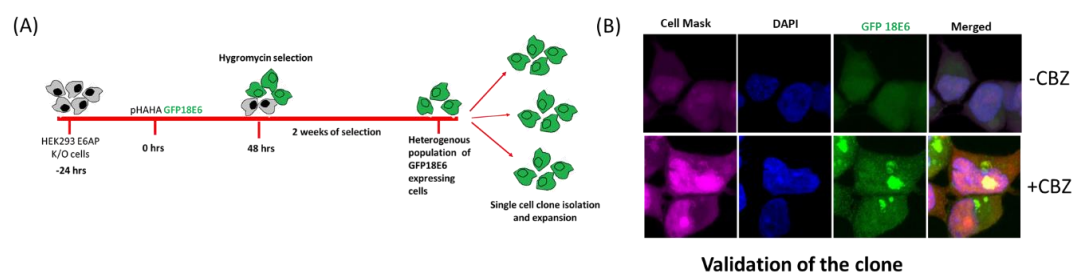 (A)
Hygromycin selection
pHAHA GFP18E6
HEK293 E6AP
K/O cells
-24 hrs
0 hrs
48 hrs
2 weeks of selection
Heterogenous
population of
GFP18E6
expressing
cells
Single cell clone isolation
and expansion
(B)
Cell Mask DAPI GFP 18E6 Merged
-CBZ
+CBZ
Validation of the clone